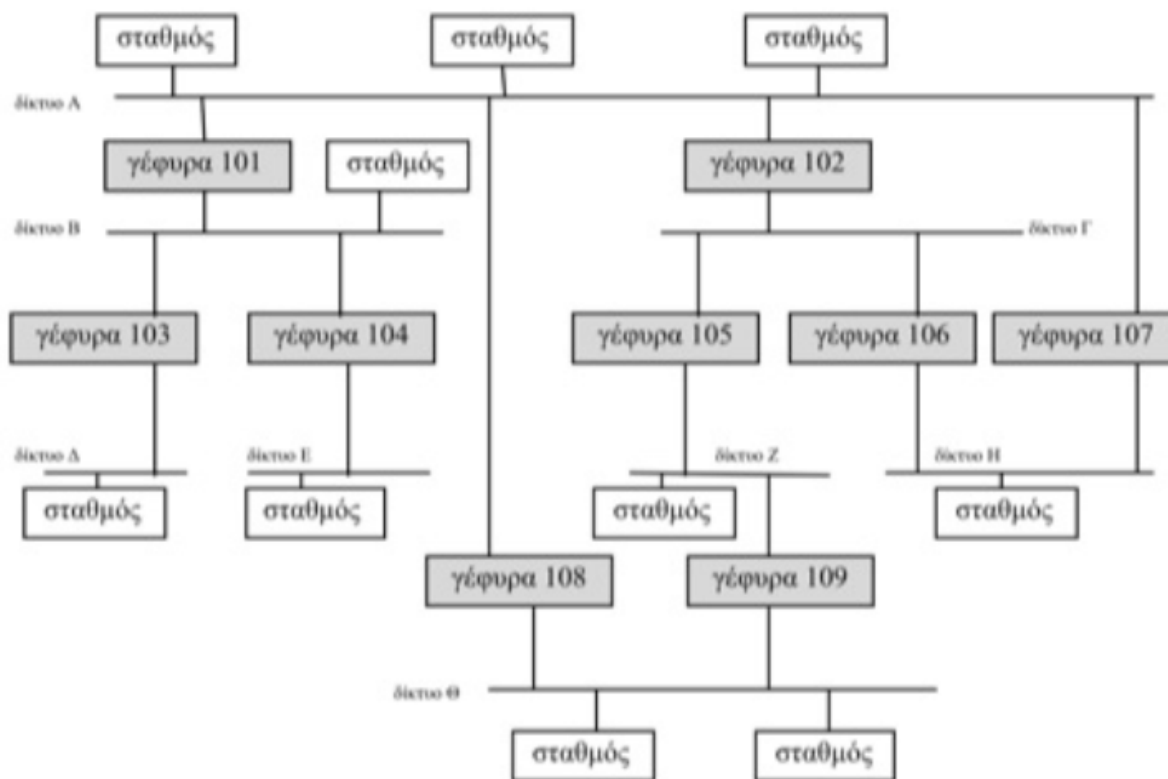 σταθμός σταθμός σταθμός
δίκτυο Α
γέφυρα 101 σταθμός γέφυρα 102
δίκτυο Β δίκτυο Γ
γέφυρα 103 γέφυρα 104 γέφυρα 105 γέφυρα 106 γέφυρα 107
δίκτυο Δ δίκτυο Ε δίκτυο Ζ δίκτυο Η
σταθμός σταθμός σταθμός σταθμός
γέφυρα 108 γέφυρα 109
δίκτυο Θ
σταθμός σταθμός